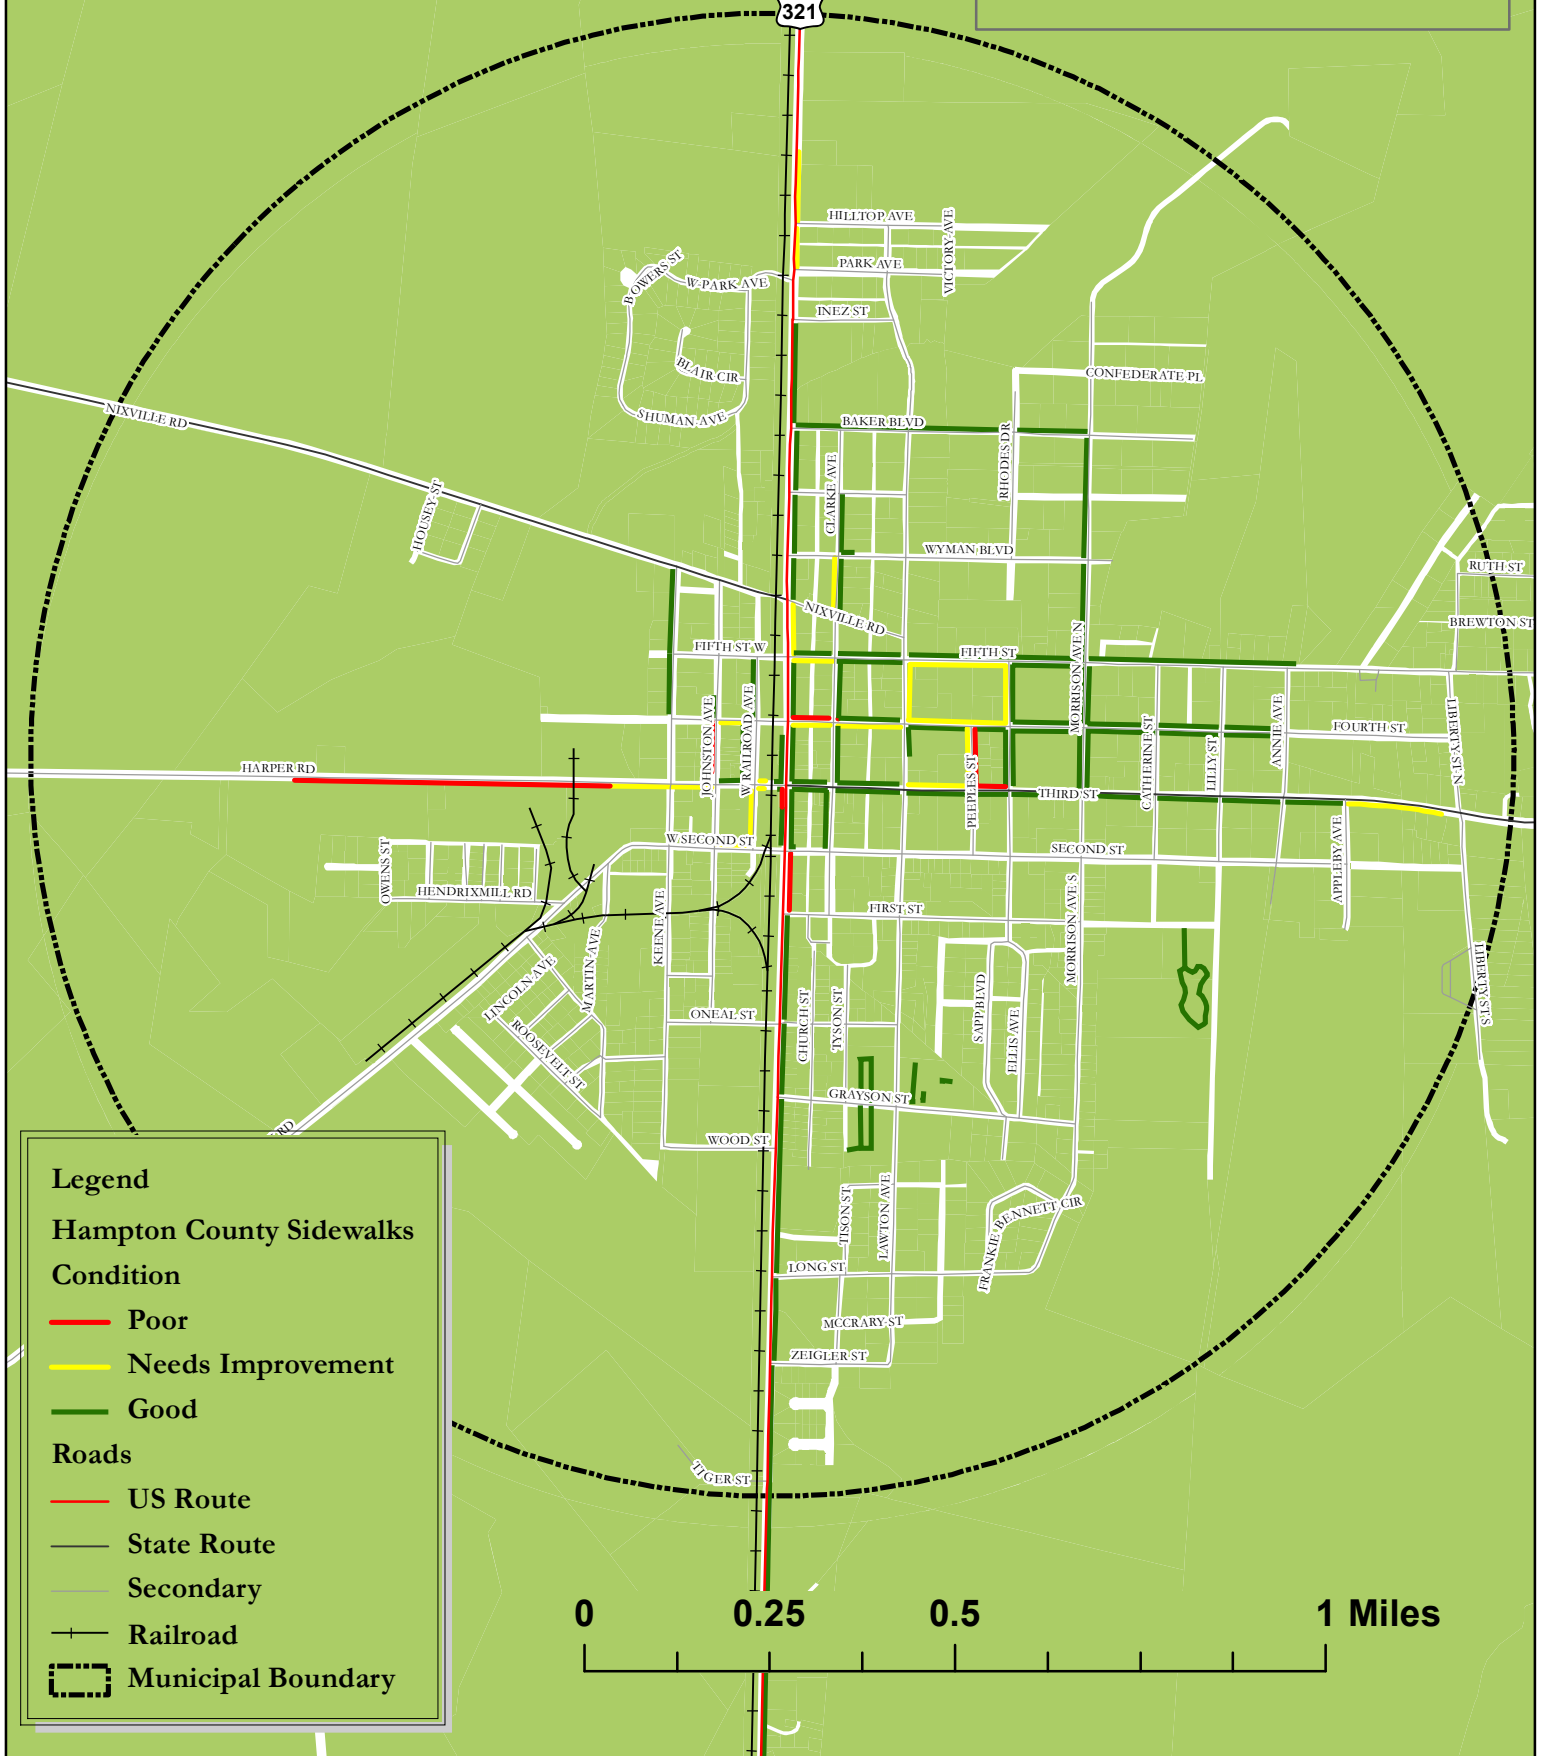 321
HILLTOP AVE
VICTORY AVE
PARK AVE
BOWERS ST
W PARK AVE
INEZ ST
BLAIR CIR
CONFEDERATE PL
NIXVILLE RD
SHUMAN AVE
BAKER BLVD
RHODES DR
CLARKE AVE
HOUSEY ST
WYMAN BLVD
RUTH ST
NIXVILLE RD
BREWTON ST
FIFTH ST W
FIFTH ST
MORRISON AVE N
JOHNSTON AVE
W RAILROAD AVE
CATHERINE ST
LILLY ST
ANNIE AVE
FOURTH ST
LIBERTY ST N
HARPER RD
PEEPLES ST
THIRD ST
W SECOND ST
SECOND ST
OWENS ST
APPLEBY AVE
HENDRIXMILL RD
FIRST ST
KEENE AVE
MORRISON AVE S
MARTIN AVE
LINCOLN AVE
LIBERTY ST S
SAPP BLVD
CHURCH ST
TYSON ST
ELLIS AVE
ONEAL ST
ROOSEVELT ST
GRAYSON ST
RD
WOOD ST
TISON ST
LAWTON AVE
FRANKIE BENNETT CIR
LONG ST
MCCRARY ST
ZEIGLER ST
TIGER ST
Legend
Hampton County Sidewalks
Condition
Poor
Needs Improvement
Good
Roads
US Route
State Route
Secondary
Railroad
Municipal Boundary
0 0.25 0.5 1 Miles